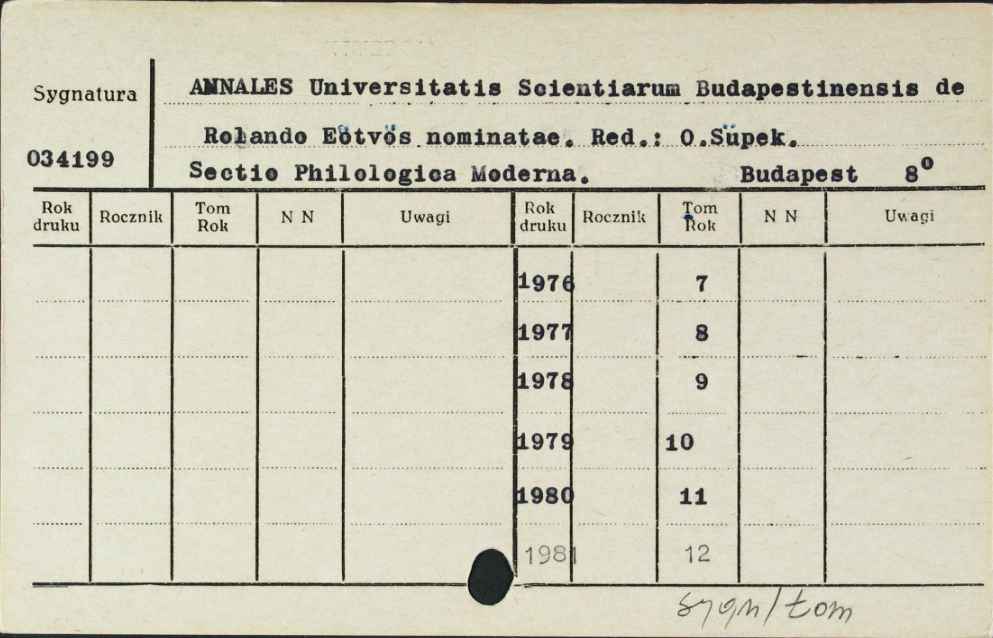 Sygnatura
034199
ANNALES Universitatis Scientiarum Budapestinensis de
Rolando Eötvös nominatae. Red.: O.Süpek.
Sectio Philologica Moderna. Budapest 8⁰
Rok druku Rocznik Tom Rok N N Uwagi Rok druku Rocznik Tom Rok N N Uwagi
1976 7
1977 8
1978 9
1979 10
1980 11
1981 12
sygn/tom